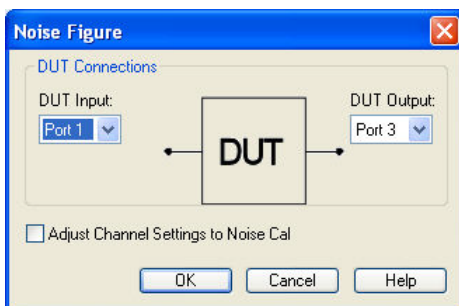 Noise Figure
DUT Connections
DUT Input: DUT Output:
Port 1 DUT Port 3
Adjust Channel Settings to Noise Cal
OK Cancel Help